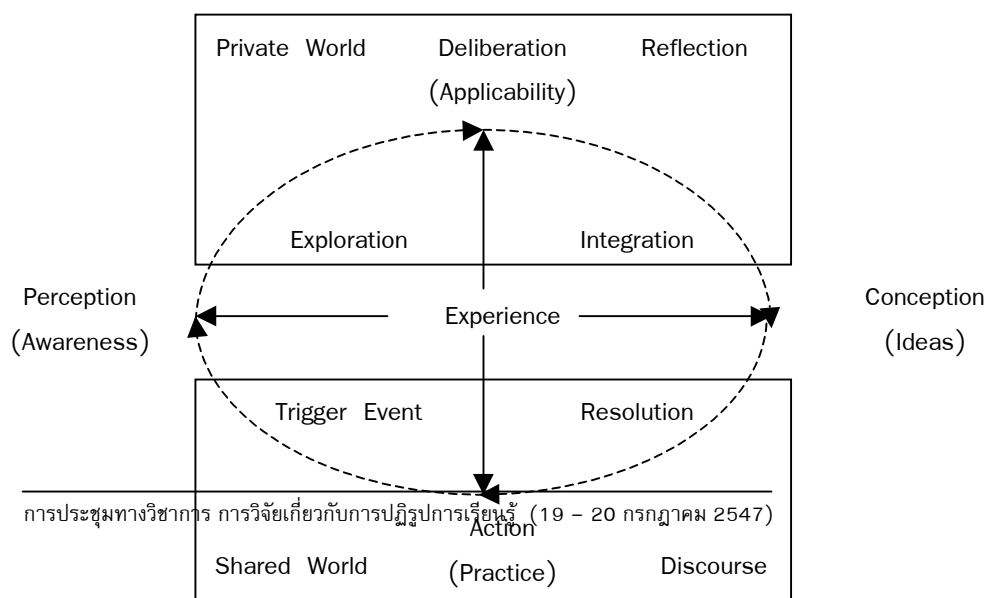 Private World Deliberation Reflection
(Applicability)
Exploration Integration
Perception Experience Conception
(Awareness) (Ideas)
Trigger Event Resolution
การประชุมทางวิชาการ การวิจัยเกี่ยวกับการปฏิรูปการเรียนรู้ (19 – 20 กรกฎาคม 2547)
Action
Shared World (Practice) Discourse